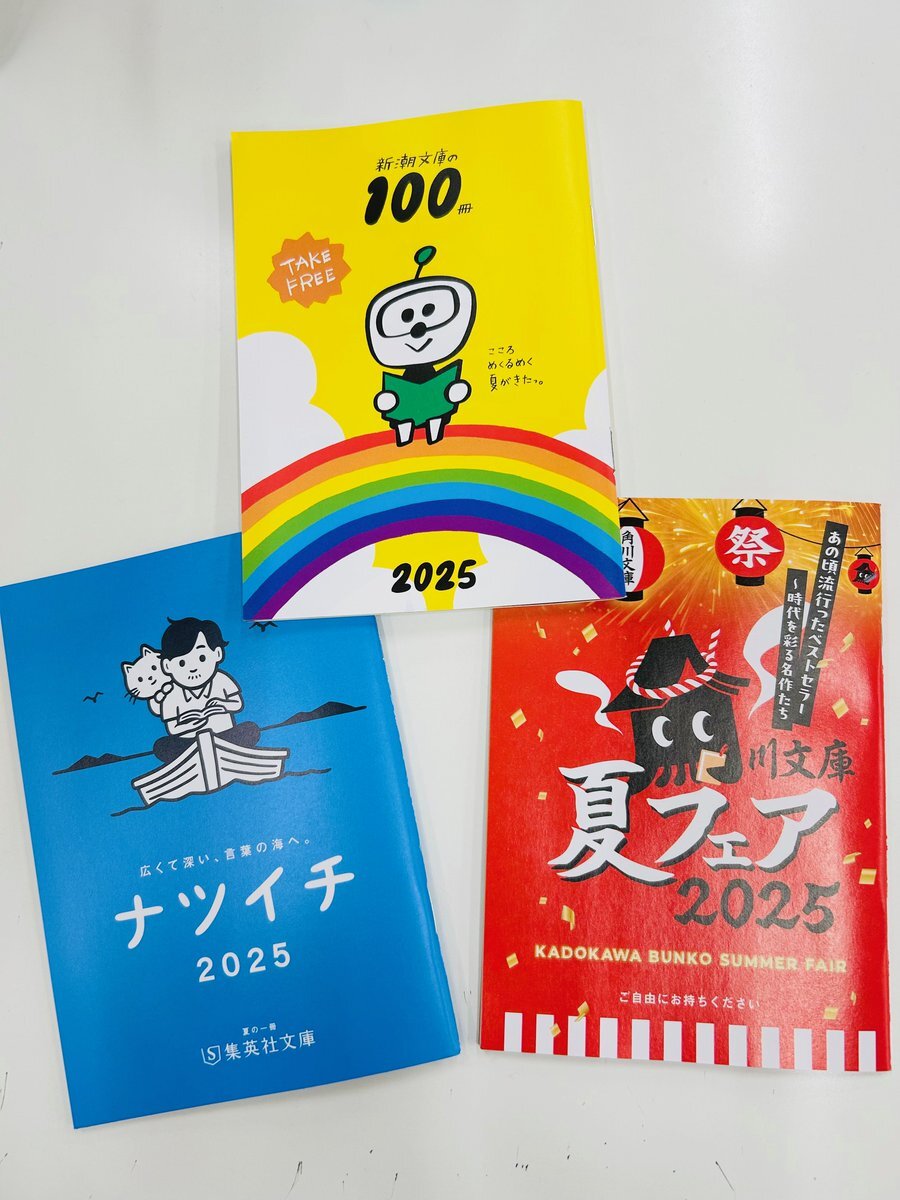 新潮文庫の
100冊
TAKE
FREE
こころ
めくるめく
夏がきたっ。
2025
広くて深い、言葉の海へ。
ナツイチ
2025
夏の一冊
S集英社文庫
角川文庫
祭
あの頃流行ったベストセラー
～時代を彩る名作たち
川文庫
夏フェア
2025
KADOKAWA BUNKO SUMMER FAIR
ご自由にお持ちください